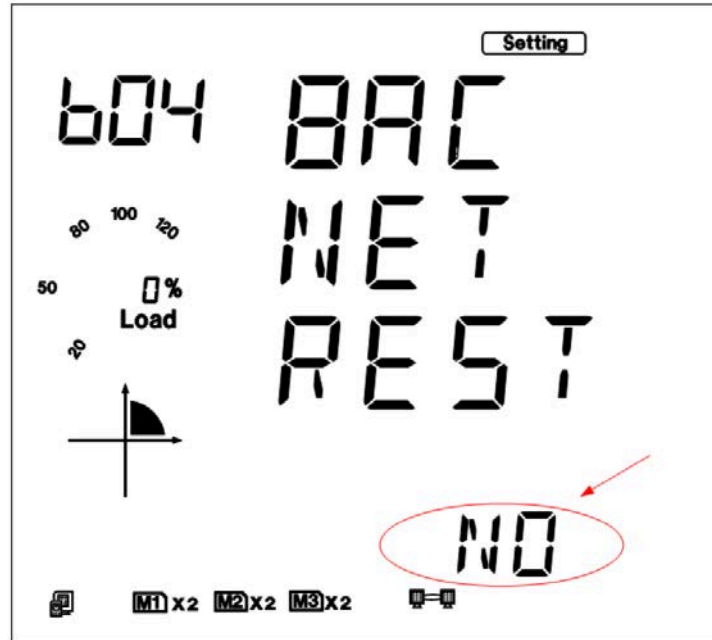 Setting
b04 BAC
NET
REST
80 100 120
50 0%
Load
20
NO
M1 X2 M2 X2 M3 X2